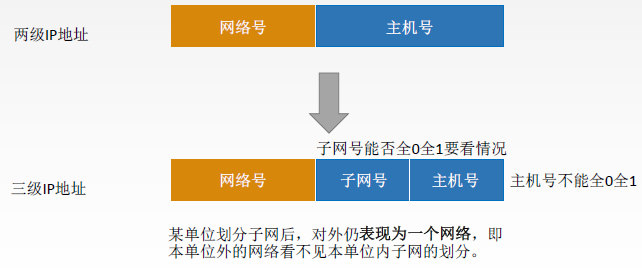 两级IP地址
网络号
主机号
子网号能否全0全1要看情况
三级IP地址
网络号
子网号
主机号
主机号不能全0全1
某单位划分子网后，对外仍表现为一个网络，即
本单位外的网络看不见本单位内子网的划分。